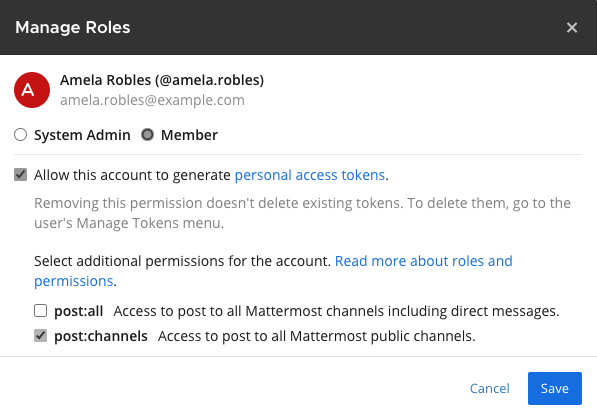 Manage Roles ×
A
Amela Robles (@amela.robles)
amela.robles@example.com
System Admin Member
Allow this account to generate personal access tokens.
Removing this permission doesn't delete existing tokens. To delete them, go to the
user's Manage Tokens menu.
Select additional permissions for the account. Read more about roles and
permissions.
post:all Access to post to all Mattermost channels including direct messages.
post:channels Access to post to all Mattermost public channels.
Cancel Save